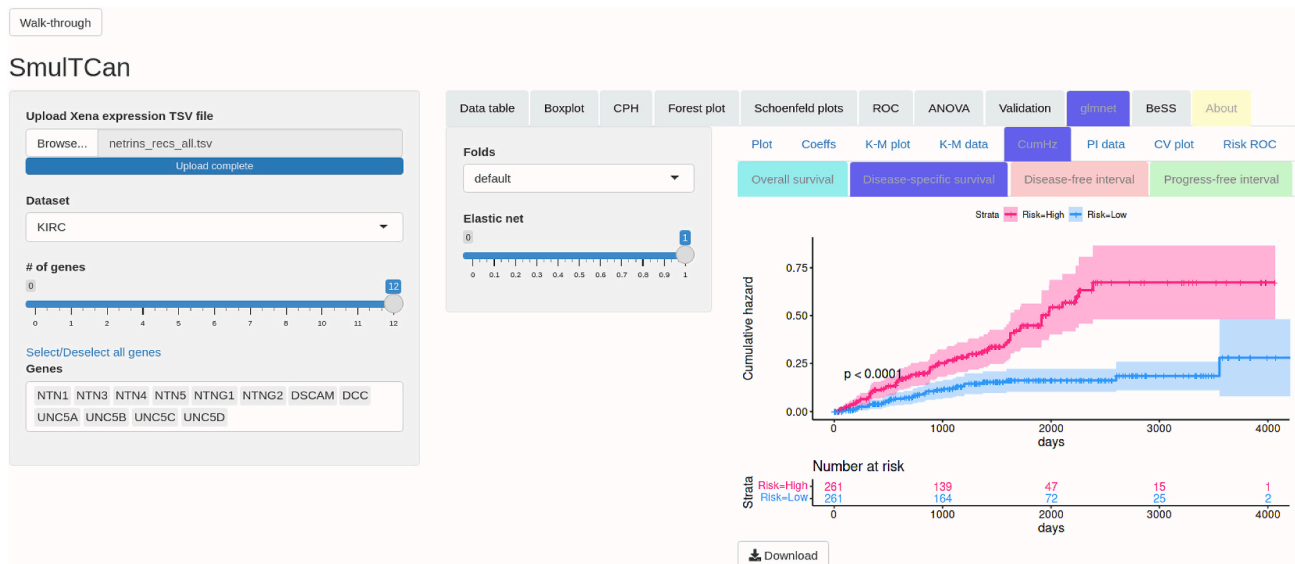 Walk-through
SmulTCan
Upload Xena expression TSV file
Browse... netrins_recs_all.tsv
Upload complete
Dataset
KIRC
# of genes
0 12
0 1 2 4 5 6 7 8 10 11 12
Select/Deselect all genes
Genes
NTN1 NTN3 NTN4 NTN5 NTNG1 NTNG2 DSCAM DCC
UNC5A UNC5B UNC5C UNC5D
Data table Boxplot CPH Forest plot Schoenfeld plots ROC ANOVA Validation glmnet BeSS About
Folds
default
Elastic net
0 1
0 0.1 0.2 0.3 0.4 0.5 0.6 0.7 0.8 0.9 1
Plot Coeffs K-M plot K-M data CumHz PI data CV plot Risk ROC
Overall survival Disease-specific survival Disease-free interval Progress-free interval
Strata Risk=High Risk=Low
Cumulative hazard
0.75
0.50
0.25
0.00
p < 0.0001
0 1000 2000 3000 4000
days
Number at risk
Strata
Risk=High 261 139 47 15 1
Risk=Low 261 164 72 25 2
0 1000 2000 3000 4000
days
Download